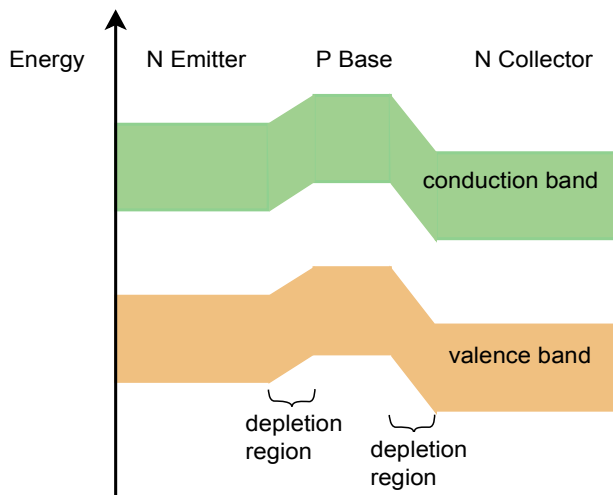 Energy
N Emitter
P Base
N Collector
conduction band
valence band
depletion
region
depletion
region